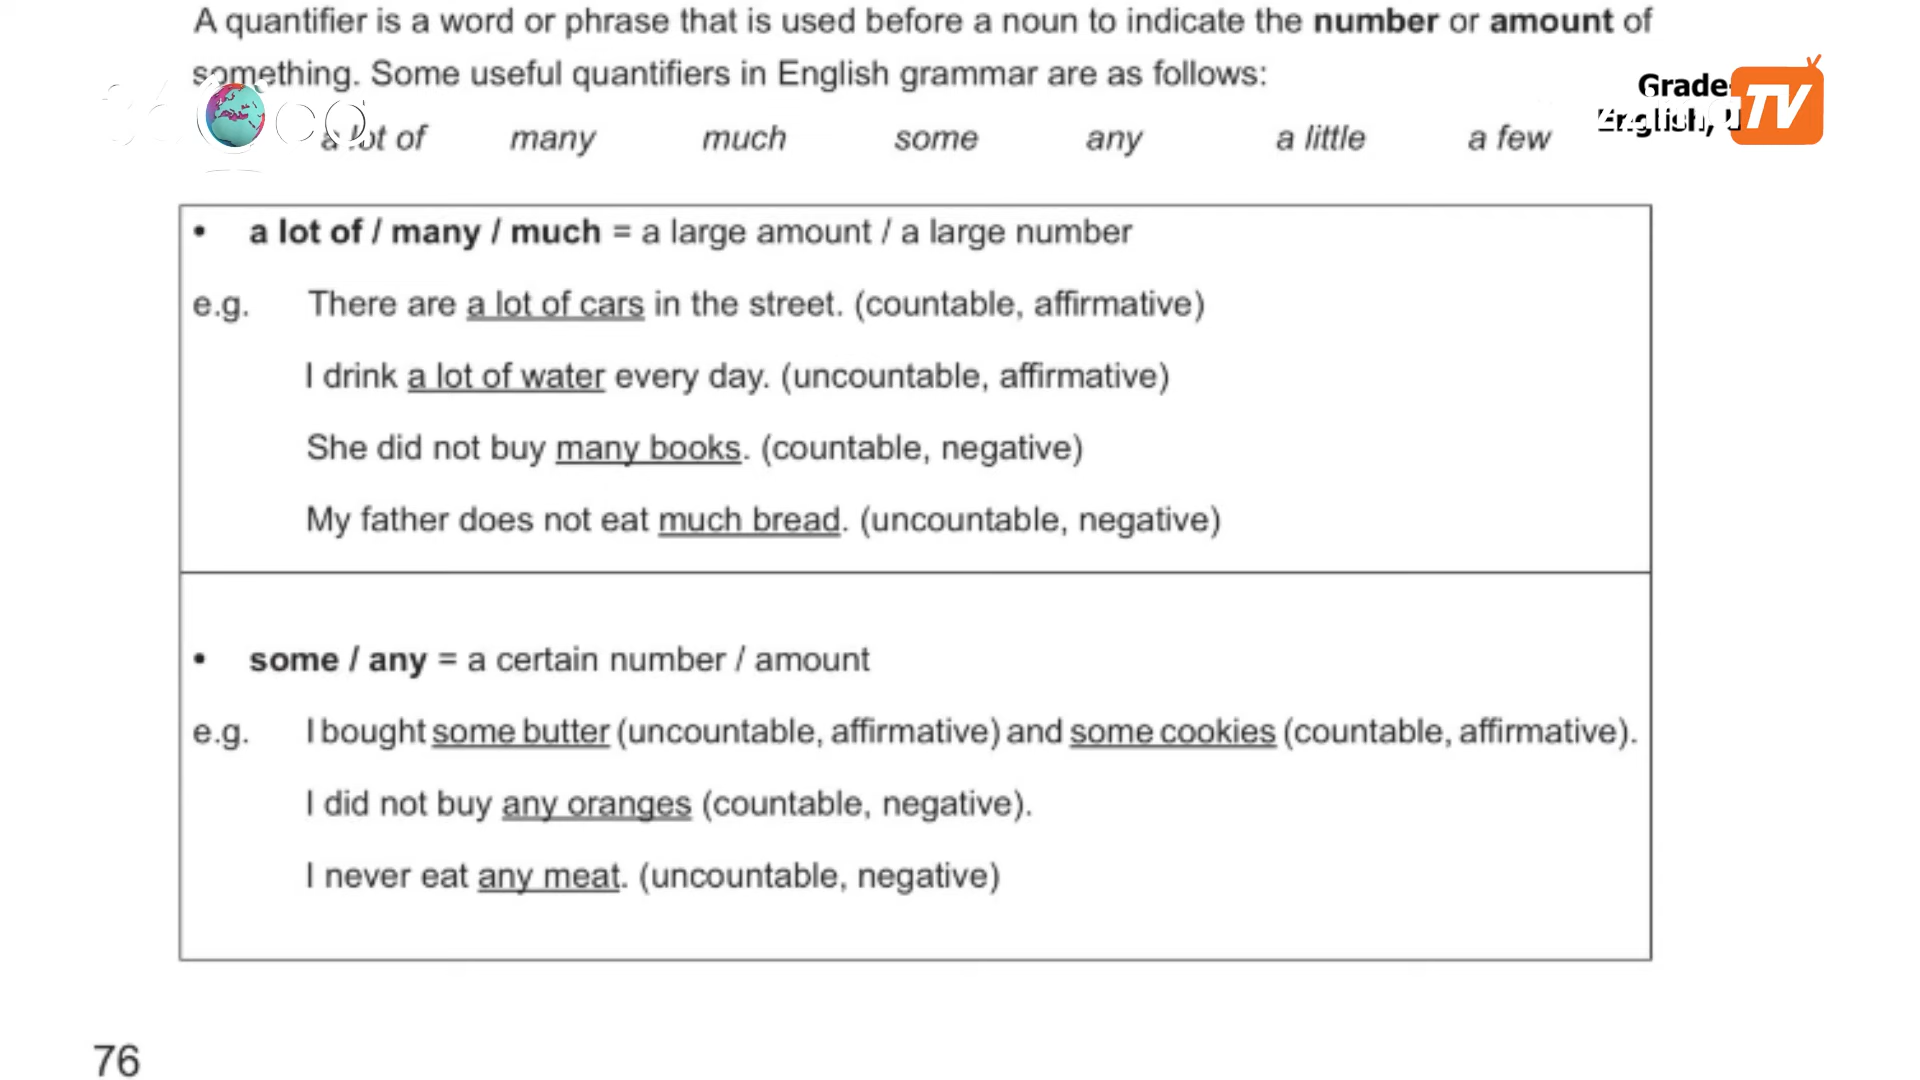 A quantifier is a word or phrase that is used before a noun to indicate the number or amount of
something. Some useful quantifiers in English grammar are as follows:
Grade
TV
English,
a lot of many much some any a little a few
• a lot of / many / much = a large amount / a large number
e.g. There are a lot of cars in the street. (countable, affirmative)
I drink a lot of water every day. (uncountable, affirmative)
She did not buy many books. (countable, negative)
My father does not eat much bread. (uncountable, negative)
• some / any = a certain number / amount
e.g. I bought some butter (uncountable, affirmative) and some cookies (countable, affirmative).
I did not buy any oranges (countable, negative).
I never eat any meat. (uncountable, negative)
76